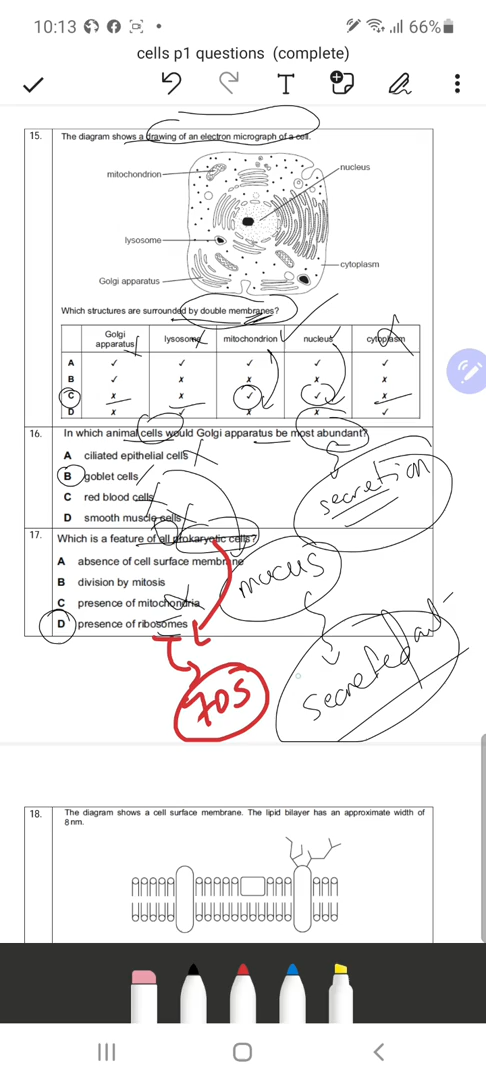 10:13 66%
cells p1 questions (complete)
T
15. The diagram shows a drawing of an electron micrograph of a cell.
mitochondrion
nucleus
lysosome
cytoplasm
Golgi apparatus
Which structures are surrounded by double membranes?
Golgi apparatus lysosome mitochondrion nucleus cytoplasm
A ✓ ✓ ✓ ✓ ✓
B ✓ x x x ✓
C x x ✓ ✓ x
D x ✓ x x ✓
16. In which animal cells would Golgi apparatus be most abundant?
A ciliated epithelial cells
B goblet cells
C red blood cells
D smooth muscle cells
secretion
17. Which is a feature of all prokaryotic cells?
A absence of cell surface membrane
B division by mitosis
C presence of mitochondria
D presence of ribosomes
mucus
secreted out
70S
18. The diagram shows a cell surface membrane. The lipid bilayer has an approximate width of
8 nm.